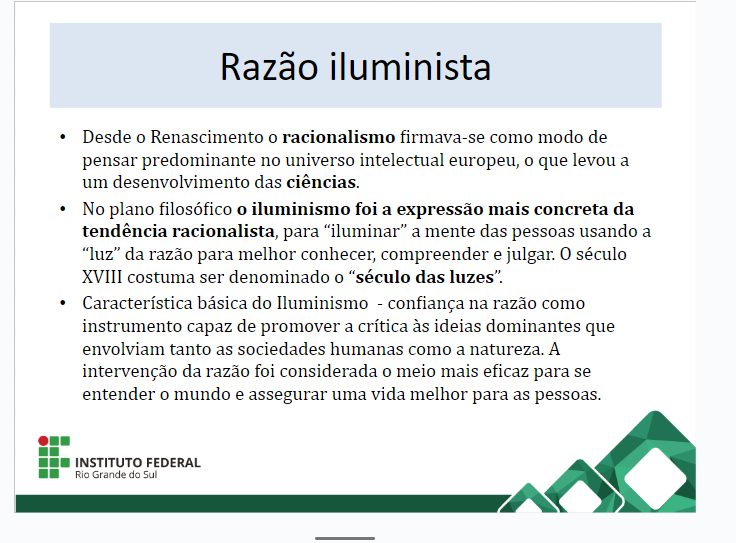 Razão iluminista
• Desde o Renascimento o racionalismo firmava-se como modo de
pensar predominante no universo intelectual europeu, o que levou a
um desenvolvimento das ciências.
• No plano filosófico o iluminismo foi a expressão mais concreta da
tendência racionalista, para “iluminar” a mente das pessoas usando a
“luz” da razão para melhor conhecer, compreender e julgar. O século
XVIII costuma ser denominado o “século das luzes”.
• Característica básica do Iluminismo - confiança na razão como
instrumento capaz de promover a crítica às ideias dominantes que
envolviam tanto as sociedades humanas como a natureza. A
intervenção da razão foi considerada o meio mais eficaz para se
entender o mundo e assegurar uma vida melhor para as pessoas.
INSTITUTO FEDERAL
Rio Grande do Sul